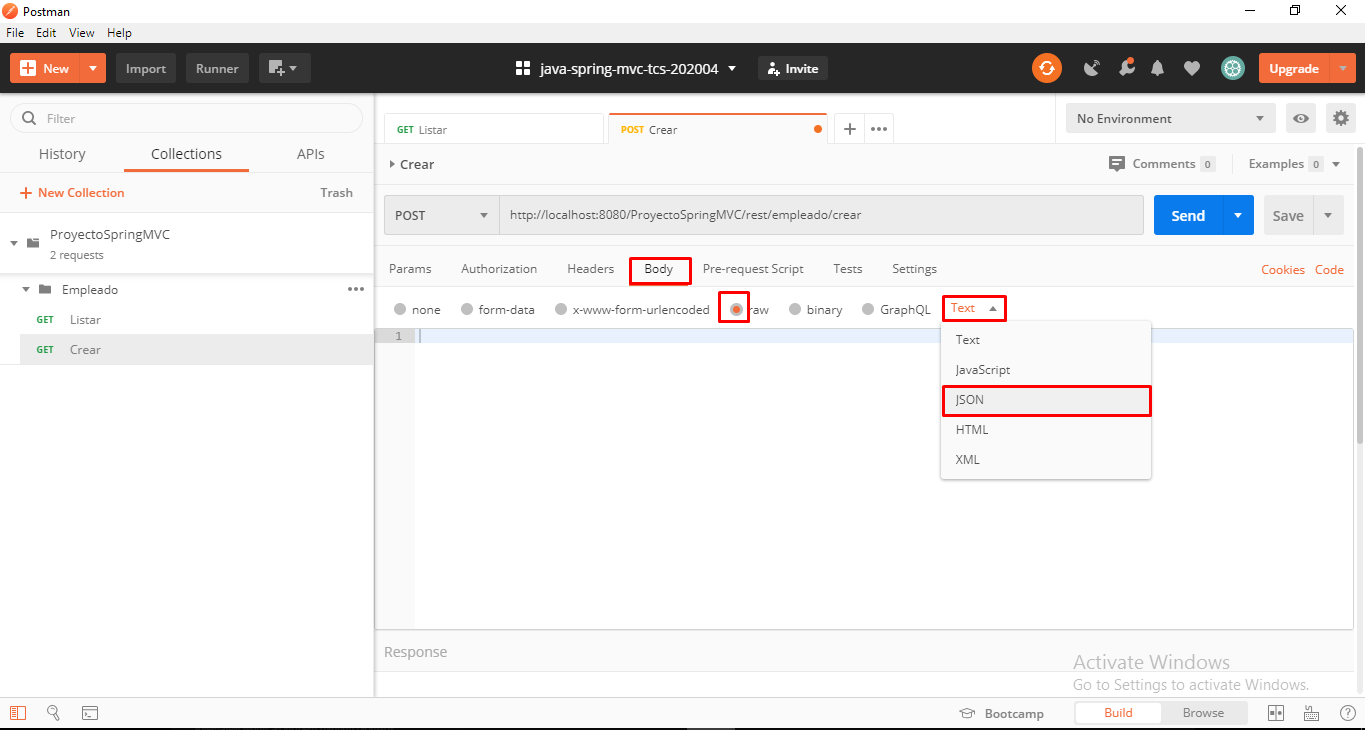 Postman
File Edit View Help
New Import Runner java-spring-mvc-tcs-202004 Invite Upgrade
Filter
History Collections APIs
New Collection Trash
ProyectoSpringMVC
2 requests
Empleado
GET Listar
GET Crear
GET Listar POST Crear No Environment
Crear Comments 0 Examples 0
POST http://localhost:8080/ProyectoSpringMVC/rest/empleado/crear Send Save
Params Authorization Headers Body Pre-request Script Tests Settings Cookies Code
none form-data x-www-form-urlencoded raw binary GraphQL Text
1
Text
JavaScript
JSON
HTML
XML
Response
Activate Windows
Go to Settings to activate Windows.
Bootcamp Build Browse